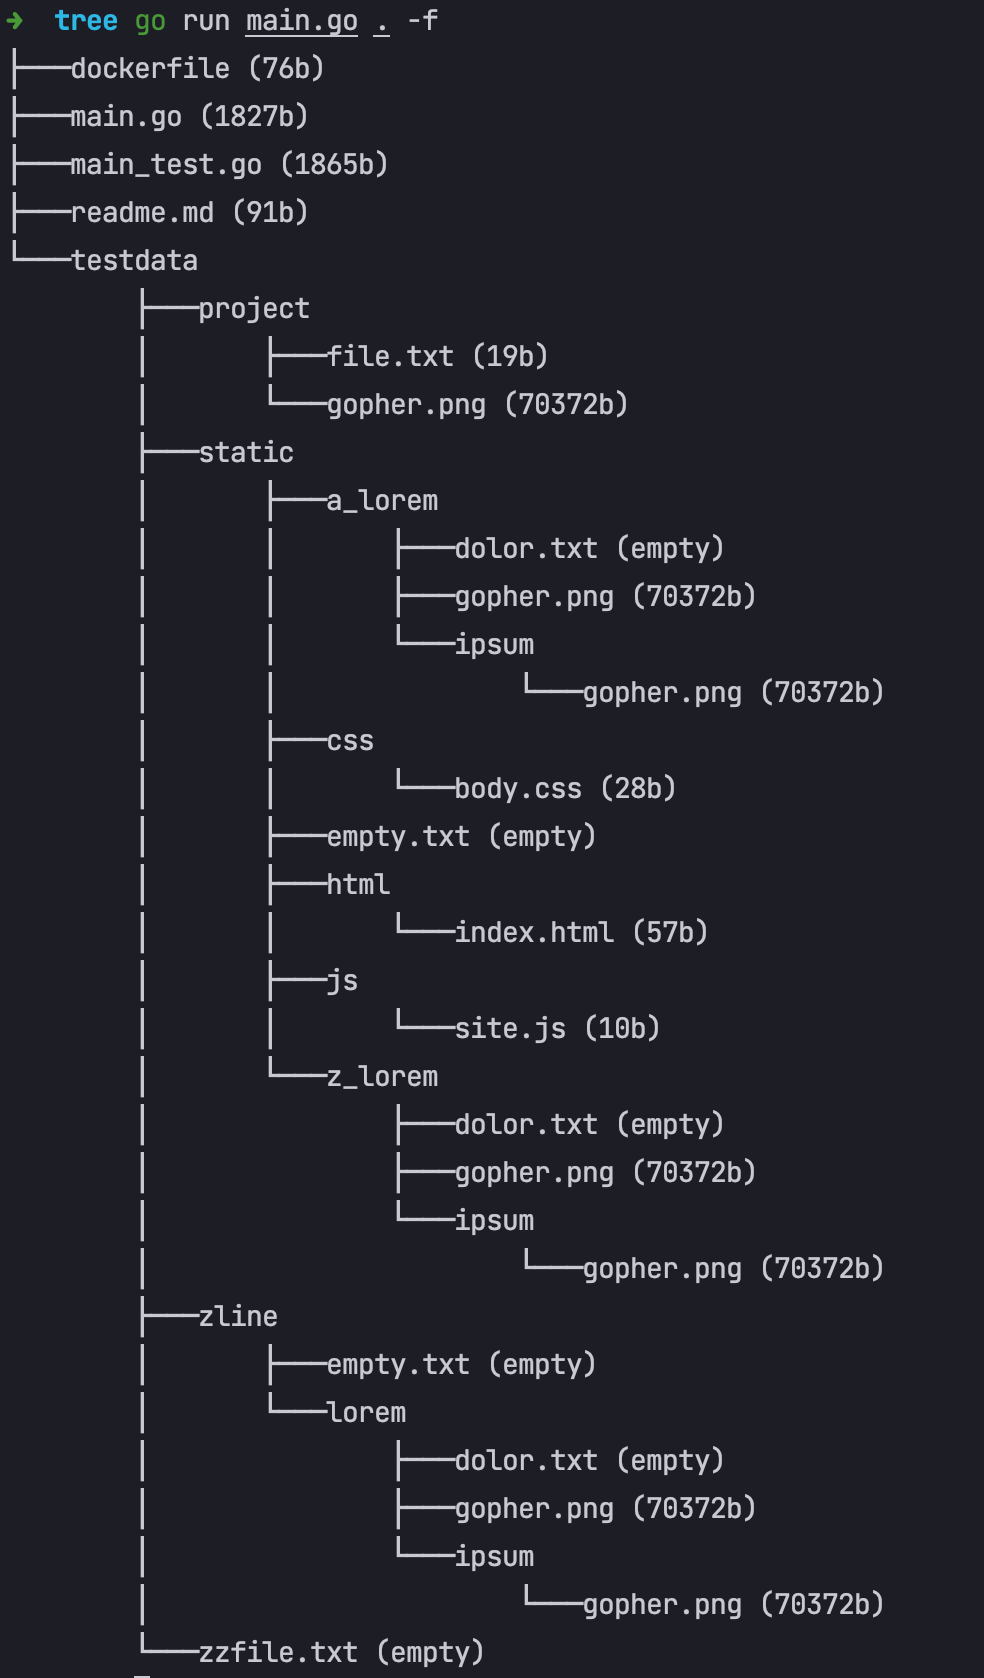 ➜  tree go run main.go . -f
├───dockerfile (76b)
├───main.go (1827b)
├───main_test.go (1865b)
├───readme.md (91b)
└───testdata
	├───project
	│	├───file.txt (19b)
	│	└───gopher.png (70372b)
	├───static
	│	├───a_lorem
	│	│	├───dolor.txt (empty)
	│	│	├───gopher.png (70372b)
	│	│	└───ipsum
	│	│		└───gopher.png (70372b)
	│	├───css
	│	│	└───body.css (28b)
	│	├───empty.txt (empty)
	│	├───html
	│	│	└───index.html (57b)
	│	├───js
	│	│	└───site.js (10b)
	│	└───z_lorem
	│		├───dolor.txt (empty)
	│		├───gopher.png (70372b)
	│		└───ipsum
	│			└───gopher.png (70372b)
	├───zline
	│	├───empty.txt (empty)
	│	└───lorem
	│		├───dolor.txt (empty)
	│		├───gopher.png (70372b)
	│		└───ipsum
	│			└───gopher.png (70372b)
	└───zzfile.txt (empty)